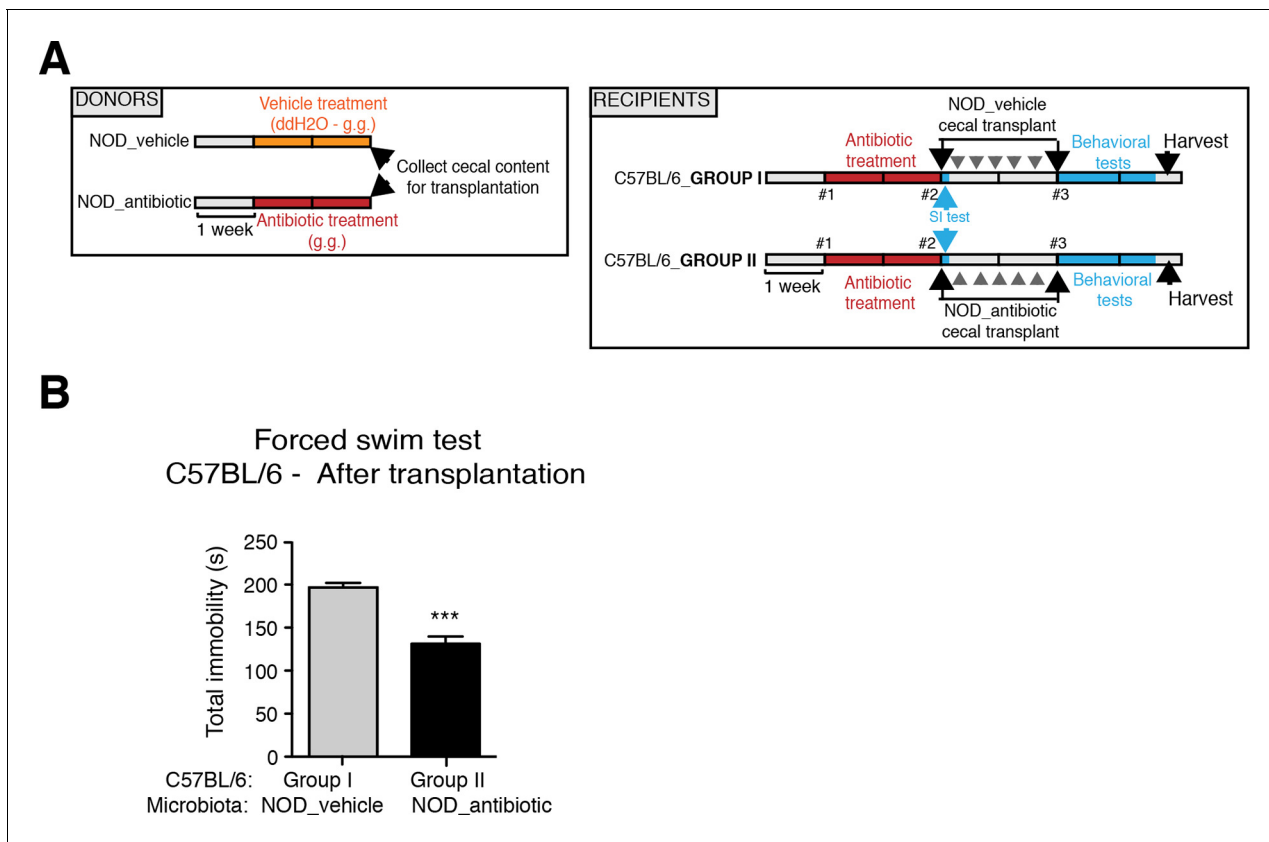 A
DONORS
Vehicle treatment
(ddH2O - g.g.)
NOD_vehicle
Collect cecal content
for transplantation
NOD_antibiotic
1 week
Antibiotic treatment
(g.g.)
RECIPIENTS
NOD_vehicle
cecal transplant
Antibiotic
treatment
Behavioral
tests
Harvest
C57BL/6_GROUP I
#1
#2
#3
SI test
#1
#2
#3
C57BL/6_GROUP II
1 week
Antibiotic
treatment
NOD_antibiotic
cecal transplant
Behavioral
tests
Harvest
B
Forced swim test
C57BL/6 - After transplantation
Total immobility (s)
250
200
150
100
50
0
***
C57BL/6: Group I Group II
Microbiota: NOD_vehicle NOD_antibiotic